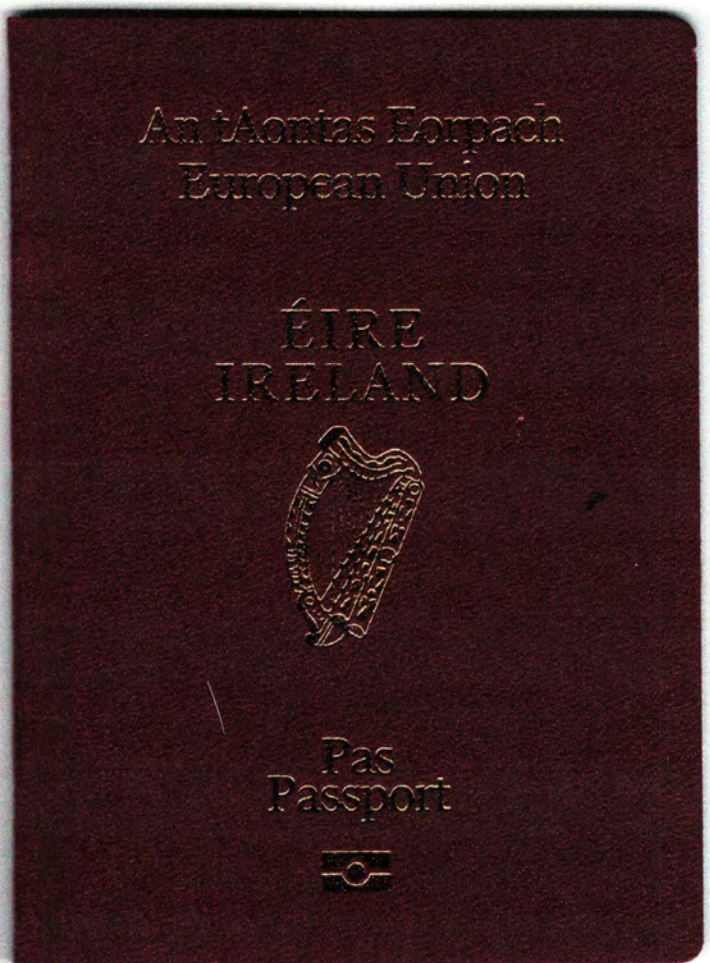 An tAontas Eorpach
European Union
ÉIRE
IRELAND
Pas
Passport